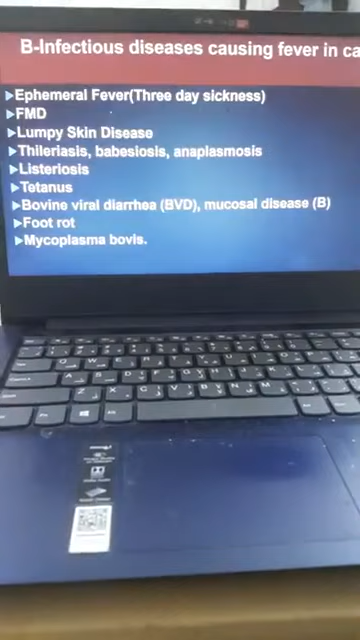 B-Infectious diseases causing fever in ca
▶Ephemeral Fever(Three day sickness)
▶FMD
▶Lumpy Skin Disease
▶Thileriasis, babesiosis, anaplasmosis
▶Listeriosis
▶Tetanus
▶Bovine viral diarrhea (BVD), mucosal disease (B)
▶Foot rot
▶Mycoplasma bovis.